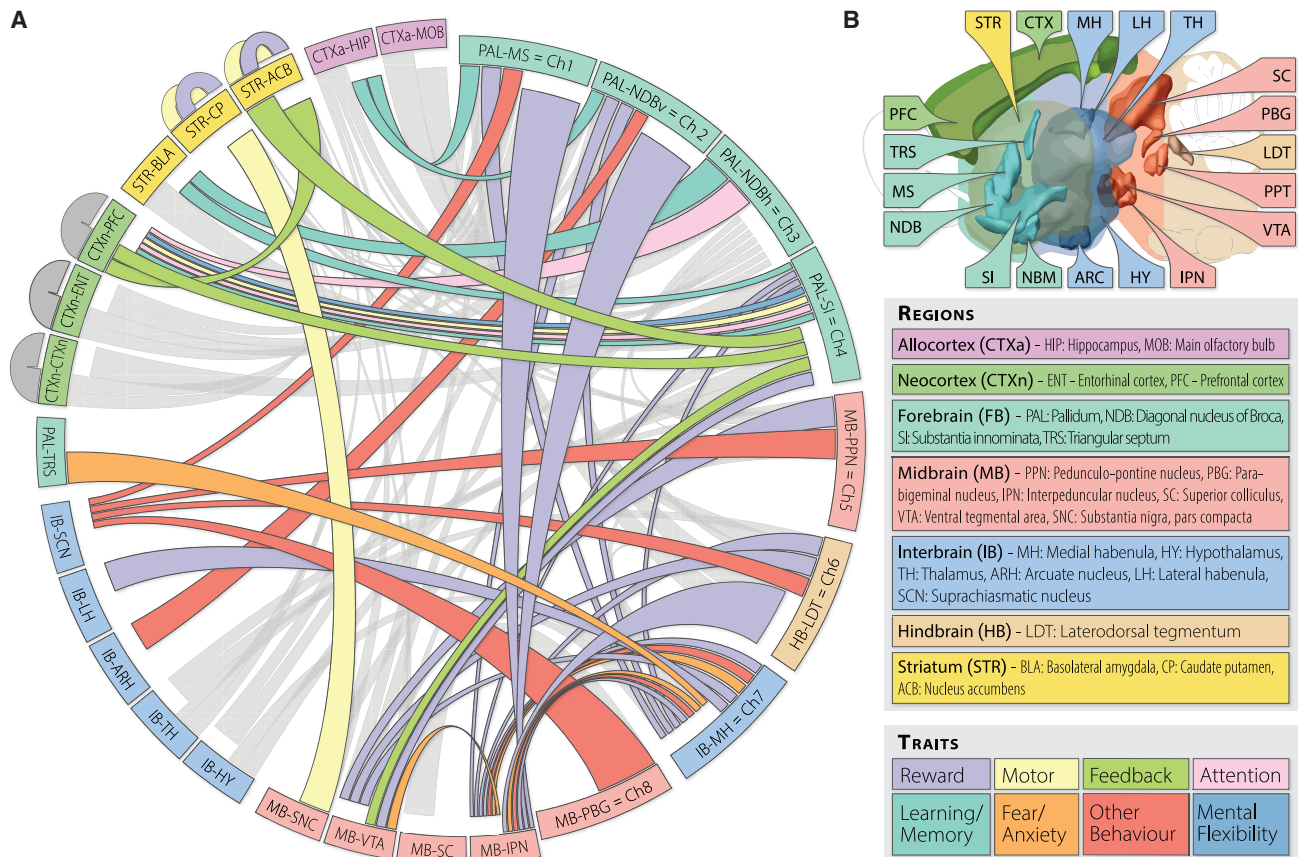 A
CTXa-HIP
CTXa-MOB
PAL-MS = Ch1
PAL-NDBv = Ch 2
PAL-NDBh = Ch3
PAL-SI = Ch4
MB-PPN = Ch5
HB-LDT = Ch6
IB-MH = Ch7
MB-PBG = Ch8
MB-IPN
MB-SC
MB-VTA
MB-SNC
IB-HY
IB-TH
IB-ARH
IB-LH
IB-SCN
PAL-TRS
CTXn-CTXn
CTXn-ENT
CTXn-PFC
STR-BLA
STR-CP
STR-ACB
B
STR
CTX
MH
LH
TH
SC
PBG
LDT
PPT
VTA
PFC
TRS
MS
NDB
SI
NBM
ARC
HY
IPN
REGIONS
Allocortex (CTXa) – HIP: Hippocampus, MOB: Main olfactory bulb
Neocortex (CTXn) – ENT – Entorhinal cortex, PFC – Prefrontal cortex
Forebrain (FB) – PAL: Pallidum, NDB: Diagonal nucleus of Broca,
SI: Substantia innominata, TRS: Triangular septum
Midbrain (MB) – PPN: Pedunculo-pontine nucleus, PBG: Para-
bigeminal nucleus, IPN: Interpeduncular nucleus, SC: Superior colliculus,
VTA: Ventral tegmental area, SNC: Substantia nigra, pars compacta
Interbrain (IB) – MH: Medial habenula, HY: Hypothalamus,
TH: Thalamus, ARH: Arcuate nucleus, LH: Lateral habenula,
SCN: Suprachiasmatic nucleus
Hindbrain (HB) – LDT: Laterodorsal tegmentum
Striatum (STR) – BLA: Basolateral amygdala, CP: Caudate putamen,
ACB: Nucleus accumbens
TRAITS
Reward
Motor
Feedback
Attention
Learning/
Memory
Fear/
Anxiety
Other
Behaviour
Mental
Flexibility